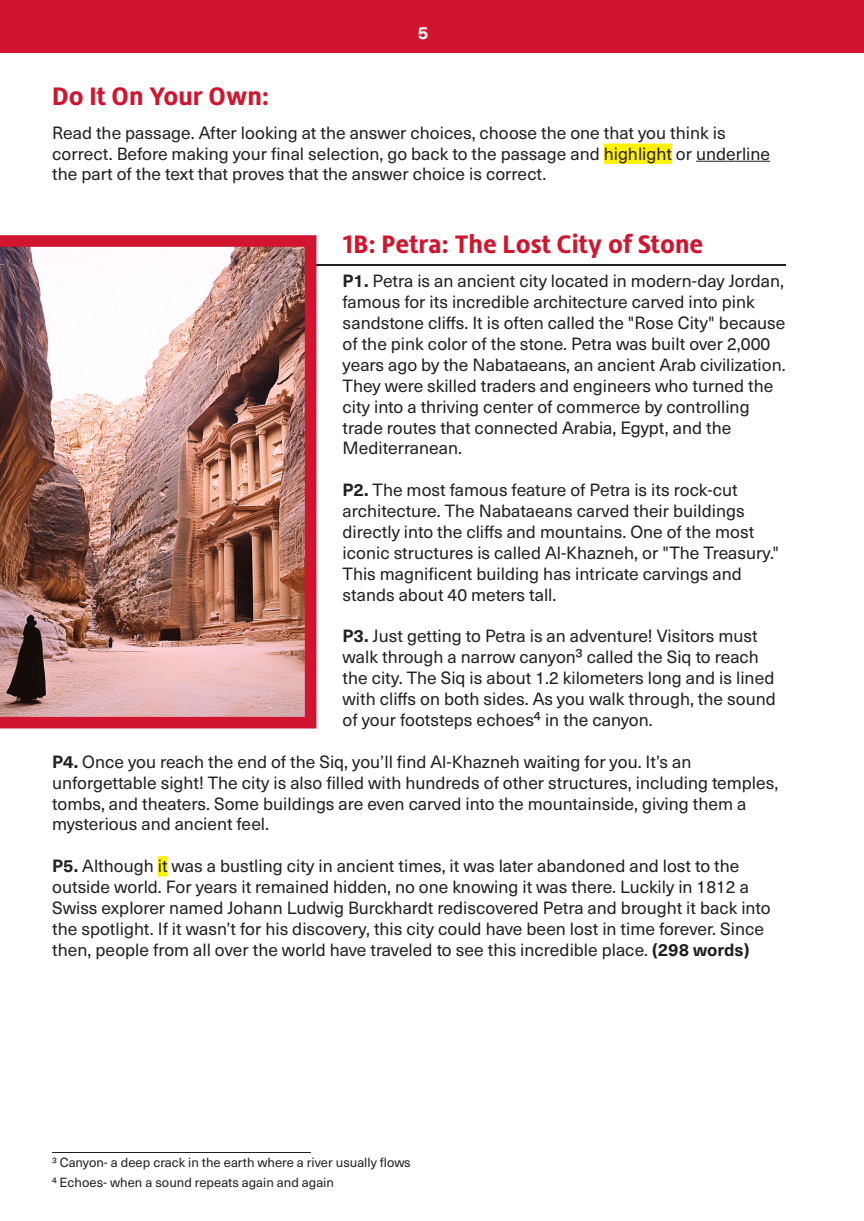 5
Do It On Your Own:
Read the passage. After looking at the answer choices, choose the one that you think is
correct. Before making your final selection, go back to the passage and highlight or underline
the part of the text that proves that the answer choice is correct.
1B: Petra: The Lost City of Stone
P1. Petra is an ancient city located in modern-day Jordan,
famous for its incredible architecture carved into pink
sandstone cliffs. It is often called the "Rose City" because
of the pink color of the stone. Petra was built over 2,000
years ago by the Nabataeans, an ancient Arab civilization.
They were skilled traders and engineers who turned the
city into a thriving center of commerce by controlling
trade routes that connected Arabia, Egypt, and the
Mediterranean.
P2. The most famous feature of Petra is its rock-cut
architecture. The Nabataeans carved their buildings
directly into the cliffs and mountains. One of the most
iconic structures is called Al-Khazneh, or "The Treasury."
This magnificent building has intricate carvings and
stands about 40 meters tall.
P3. Just getting to Petra is an adventure! Visitors must
walk through a narrow canyon³ called the Siq to reach
the city. The Siq is about 1.2 kilometers long and is lined
with cliffs on both sides. As you walk through, the sound
of your footsteps echoes⁴ in the canyon.
P4. Once you reach the end of the Siq, you'll find Al-Khazneh waiting for you. It's an
unforgettable sight! The city is also filled with hundreds of other structures, including temples,
tombs, and theaters. Some buildings are even carved into the mountainside, giving them a
mysterious and ancient feel.
P5. Although it was a bustling city in ancient times, it was later abandoned and lost to the
outside world. For years it remained hidden, no one knowing it was there. Luckily in 1812 a
Swiss explorer named Johann Ludwig Burckhardt rediscovered Petra and brought it back into
the spotlight. If it wasn't for his discovery, this city could have been lost in time forever. Since
then, people from all over the world have traveled to see this incredible place. (298 words)
³ Canyon- a deep crack in the earth where a river usually flows
⁴ Echoes- when a sound repeats again and again